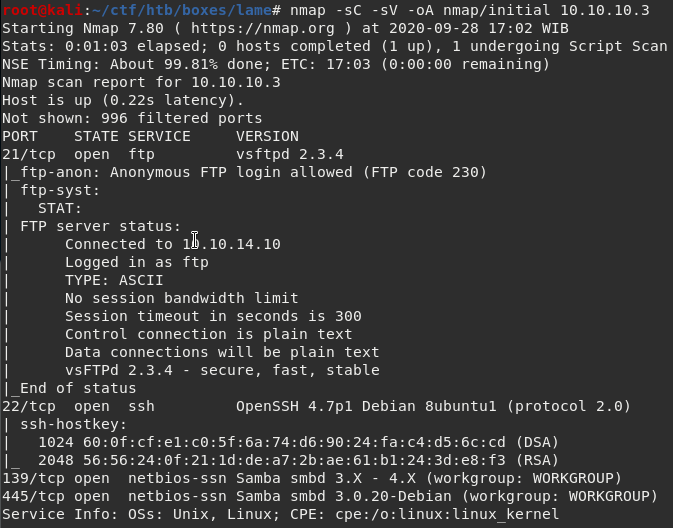 root@kali:~/ctf/htb/boxes/lame# nmap -sC -sV -oA nmap/initial 10.10.10.3
Starting Nmap 7.80 ( https://nmap.org ) at 2020-09-28 17:02 WIB
Stats: 0:01:03 elapsed; 0 hosts completed (1 up), 1 undergoing Script Scan
NSE Timing: About 99.81% done; ETC: 17:03 (0:00:00 remaining)
Nmap scan report for 10.10.10.3
Host is up (0.22s latency).
Not shown: 996 filtered ports
PORT    STATE SERVICE     VERSION
21/tcp  open  ftp         vsftpd 2.3.4
|_ftp-anon: Anonymous FTP login allowed (FTP code 230)
| ftp-syst:
|   STAT:
| FTP server status:
|      Connected to 10.10.14.10
|      Logged in as ftp
|      TYPE: ASCII
|      No session bandwidth limit
|      Session timeout in seconds is 300
|      Control connection is plain text
|      Data connections will be plain text
|      vsFTPd 2.3.4 - secure, fast, stable
|_End of status
22/tcp  open  ssh         OpenSSH 4.7p1 Debian 8ubuntu1 (protocol 2.0)
| ssh-hostkey:
|   1024 60:0f:cf:e1:c0:5f:6a:74:d6:90:24:fa:c4:d5:6c:cd (DSA)
|_  2048 56:56:24:0f:21:1d:de:a7:2b:ae:61:b1:24:3d:e8:f3 (RSA)
139/tcp open  netbios-ssn Samba smbd 3.X - 4.X (workgroup: WORKGROUP)
445/tcp open  netbios-ssn Samba smbd 3.0.20-Debian (workgroup: WORKGROUP)
Service Info: OSs: Unix, Linux; CPE: cpe:/o:linux:linux_kernel